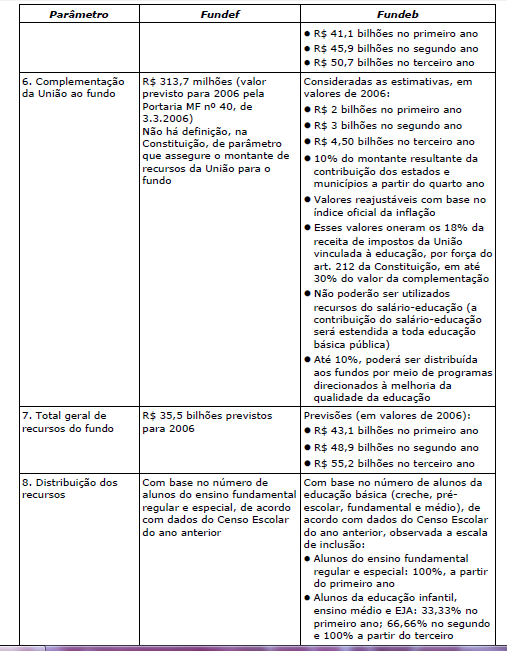 Parâmetro
Fundef
Fundeb
● R$ 41,1 bilhões no primeiro ano
● R$ 45,9 bilhões no segundo ano
● R$ 50,7 bilhões no terceiro ano
6. Complementação
da União ao fundo
R$ 313,7 milhões (valor
previsto para 2006 pela
Portaria MF nº 40, de
3.3.2006)
Não há definição, na
Constituição, de parâmetro
que assegure o montante de
recursos da União para o
fundo
Consideradas as estimativas, em
valores de 2006:
● R$ 2 bilhões no primeiro ano
● R$ 3 bilhões no segundo ano
● R$ 4,50 bilhões no terceiro ano
● 10% do montante resultante da
contribuição dos estados e
municípios a partir do quarto ano
● Valores reajustáveis com base no
índice oficial da inflação
● Esses valores oneram os 18% da
receita de impostos da União
vinculada à educação, por força do
art. 212 da Constituição, em até
30% do valor da complementação
● Não poderão ser utilizados
recursos do salário-educação (a
contribuição do salário-educação
será estendida a toda educação
básica pública)
● Até 10%, poderá ser distribuída
aos fundos por meio de programas
direcionados à melhoria da
qualidade da educação
7. Total geral de
recursos do fundo
R$ 35,5 bilhões previstos
para 2006
Previsões (em valores de 2006):
● R$ 43,1 bilhões no primeiro ano
● R$ 48,9 bilhões no segundo ano
● R$ 55,2 bilhões no terceiro ano
8. Distribuição dos
recursos
Com base no número de
alunos do ensino fundamental
regular e especial, de acordo
com dados do Censo Escolar
do ano anterior
Com base no número de alunos da
educação básica (creche, pré-
escolar, fundamental e médio), de
acordo com dados do Censo Escolar
do ano anterior, observada a escala
de inclusão:
● Alunos do ensino fundamental
regular e especial: 100%, a partir
do primeiro ano
● Alunos da educação infantil,
ensino médio e EJA: 33,33% no
primeiro ano; 66,66% no segundo
e 100% a partir do terceiro